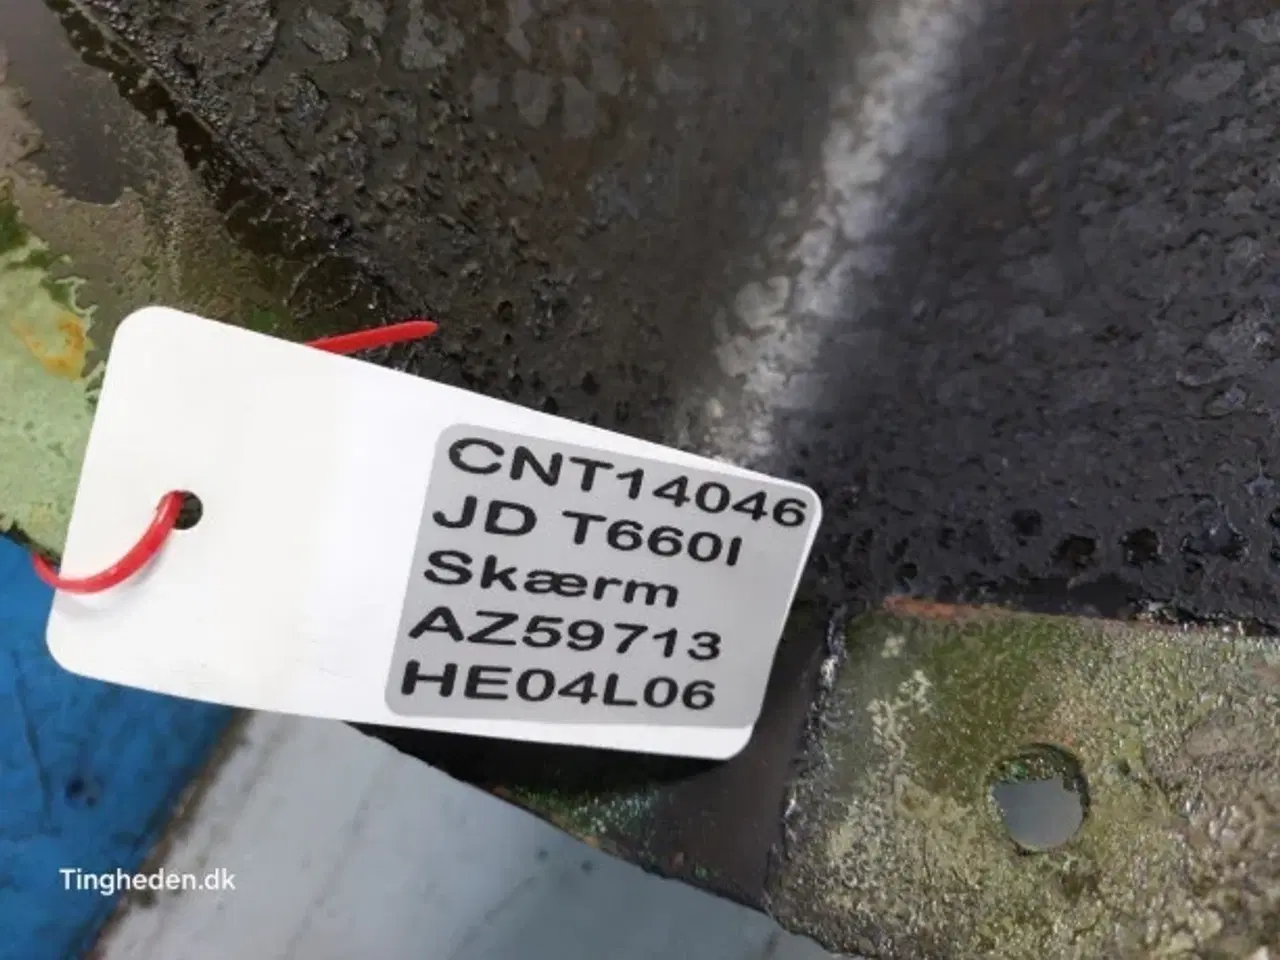 CNT14046
JD T660I
Skærm
AZ59713
HE04L06
Tingheden.dk